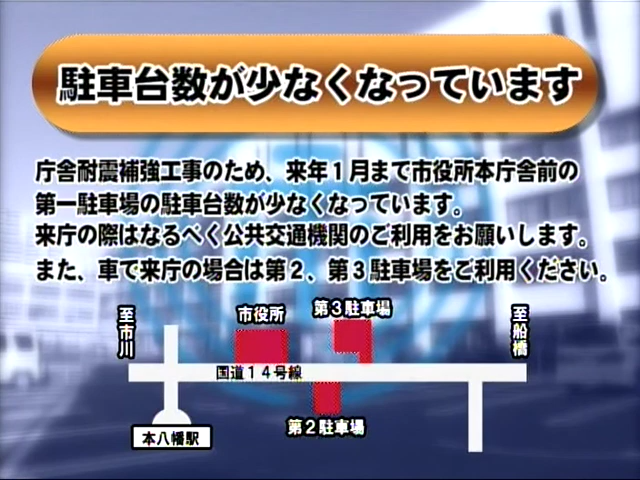 駐車台数が少なくなっています
庁舎耐震補強工事のため、来年１月まで市役所本庁舎前の
第一駐車場の駐車台数が少なくなっています。
来庁の際はなるべく公共交通機関のご利用をお願いします。
また、車で来庁の場合は第２、第３駐車場をご利用ください。
至市川
市役所
第３駐車場
至船橋
国道１４号線
第２駐車場
本八幡駅